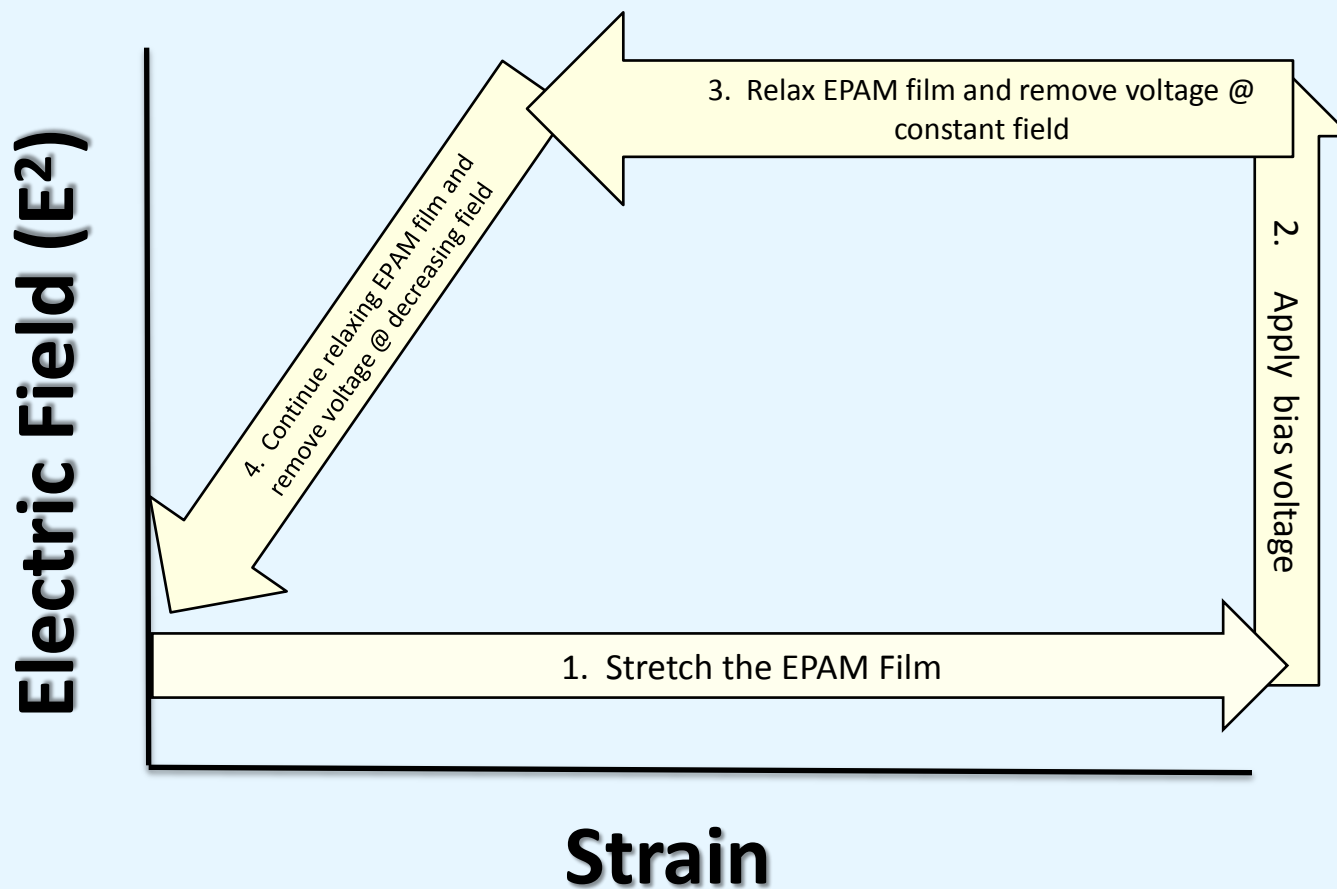 Electric Field (E²)
3. Relax EPAM film and remove voltage @
constant field
4. Continue relaxing EPAM film and
remove voltage @ decreasing field
2. Apply bias voltage
1. Stretch the EPAM Film
Strain